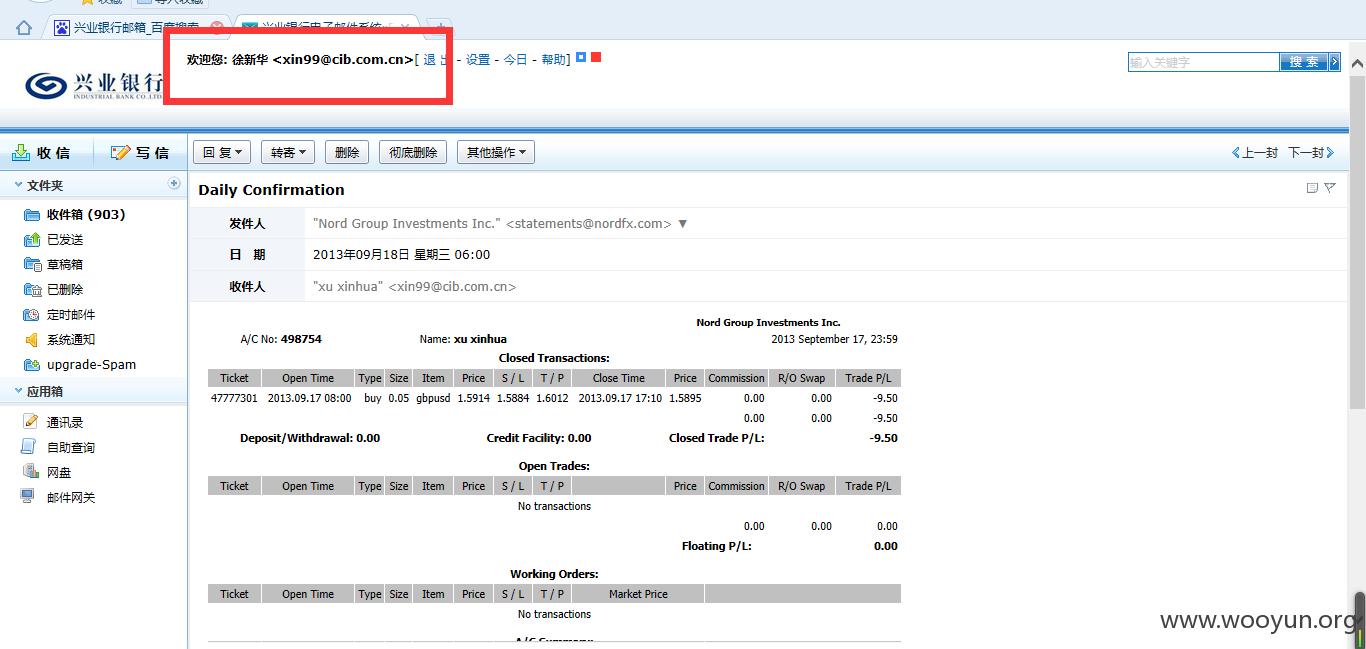 收藏 导入收藏
兴业银行邮箱_百度搜索 兴业银行电子邮件系统
欢迎您: 徐新华 <xin99@cib.com.cn>[ 退 出 - 设置 - 今日 - 帮助]
输入关键字 搜 索
兴业银行
INDUSTRIAL BANK CO.,LTD.
收 信 写 信 回 复 转寄 删除 彻底删除 其他操作 上一封 下一封
文件夹
收件箱 (903)
已发送
草稿箱
已删除
定时邮件
系统通知
upgrade-Spam
应用箱
通讯录
自助查询
网盘
邮件网关
Daily Confirmation
发件人 "Nord Group Investments Inc." <statements@nordfx.com> ▼
日 期 2013年09月18日 星期三 06:00
收件人 "xu xinhua" <xin99@cib.com.cn>
Nord Group Investments Inc.
A/C No: 498754 Name: xu xinhua 2013 September 17, 23:59
Closed Transactions:
Ticket Open Time Type Size Item Price S / L T / P Close Time Price Commission R/O Swap Trade P/L
47777301 2013.09.17 08:00 buy 0.05 gbpusd 1.5914 1.5884 1.6012 2013.09.17 17:10 1.5895 0.00 0.00 -9.50
0.00 0.00 -9.50
Deposit/Withdrawal: 0.00 Credit Facility: 0.00 Closed Trade P/L: -9.50
Open Trades:
Ticket Open Time Type Size Item Price S / L T / P Price Commission R/O Swap Trade P/L
No transactions
0.00 0.00 0.00
Floating P/L: 0.00
Working Orders:
Ticket Open Time Type Size Item Price S / L T / P Market Price
No transactions
A/C Summary:
www.wooyun.org